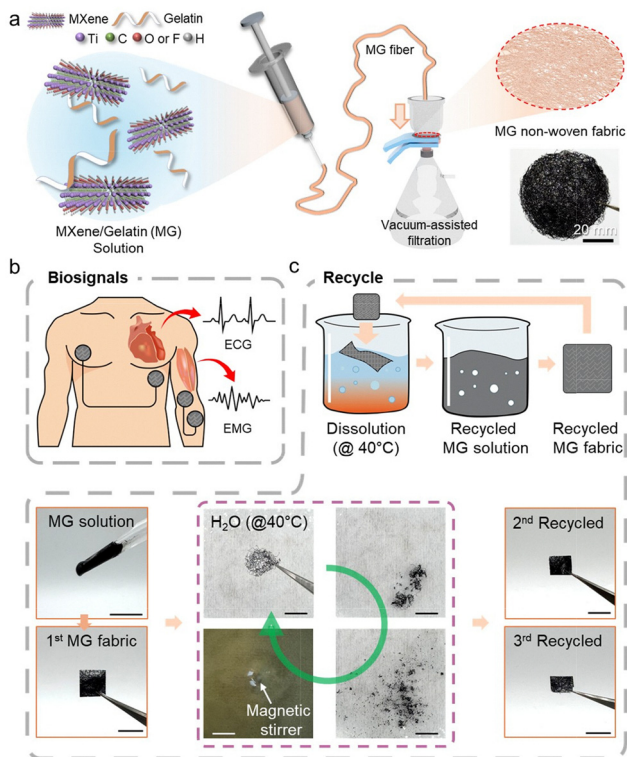 a
MXene Gelatin
Ti C O or F H
MXene/Gelatin (MG)
Solution
MG fiber
Vacuum-assisted
filtration
MG non-woven fabric
20 mm
b
Biosignals
ECG
EMG
c
Recycle
Dissolution
(@ 40°C)
Recycled
MG solution
Recycled
MG fabric
MG solution
1st MG fabric
H₂O (@40°C)
Magnetic
stirrer
2nd Recycled
3rd Recycled